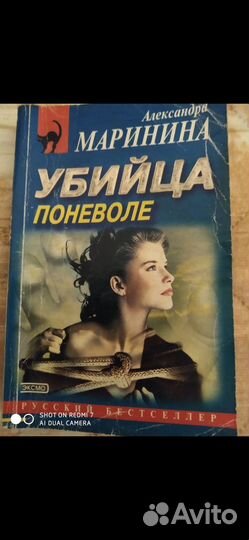 Александра
МАРИНИНА
УБИЙЦА
ПОНЕВОЛЕ
ЭКСМО
РУССКИЙ БЕСТСЕЛЛЕР
SHOT ON REDMI 7
AI DUAL CAMERA
Avito